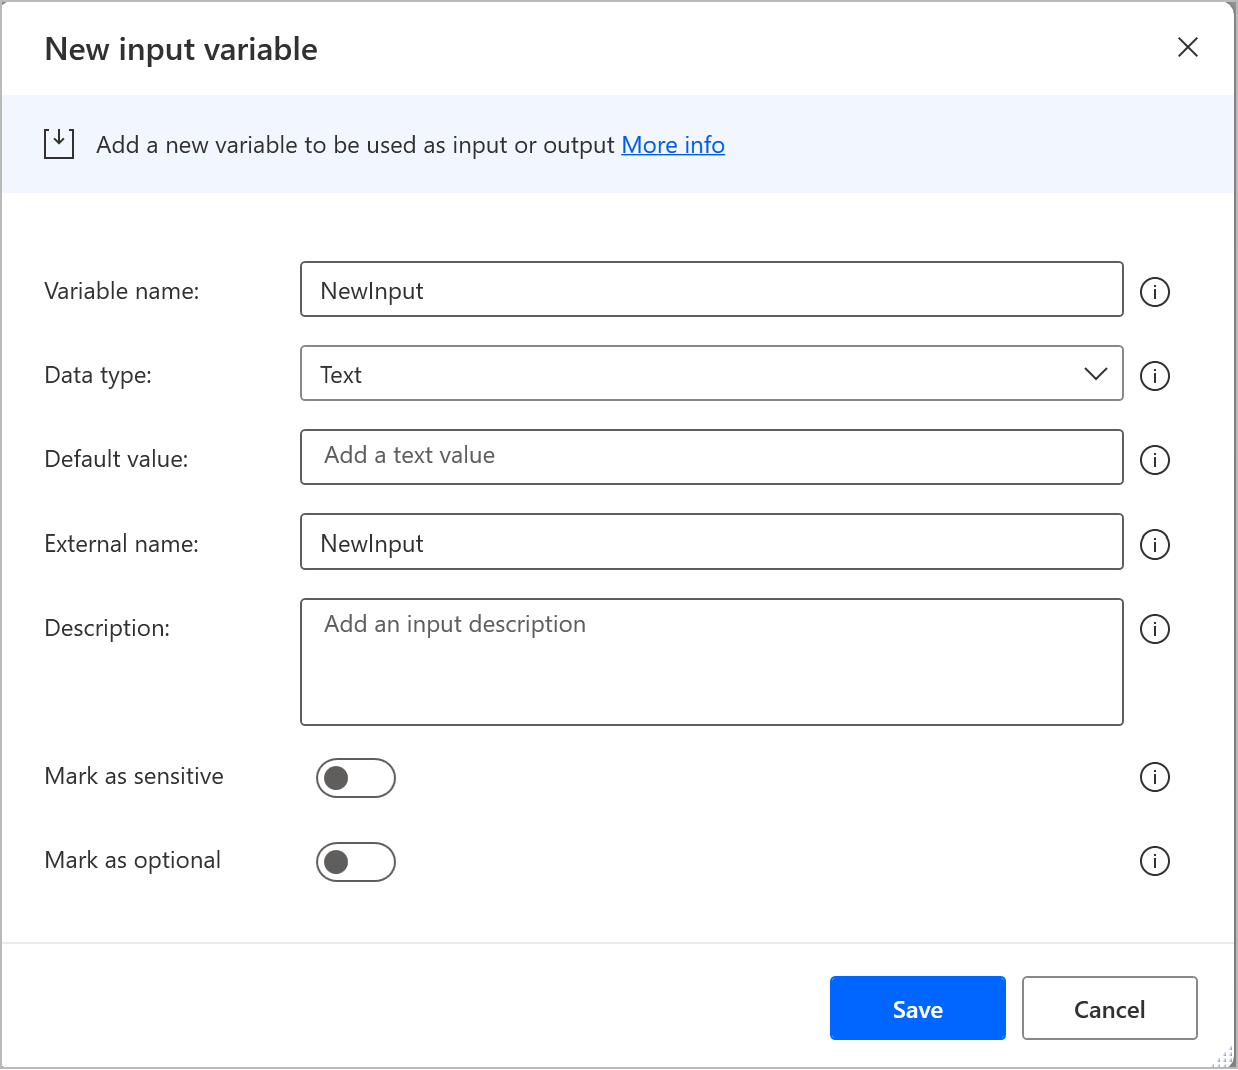 New input variable
Add a new variable to be used as input or output More info
Variable name:
NewInput
Data type:
Text
Default value:
Add a text value
External name:
NewInput
Description:
Add an input description
Mark as sensitive
Mark as optional
Save
Cancel